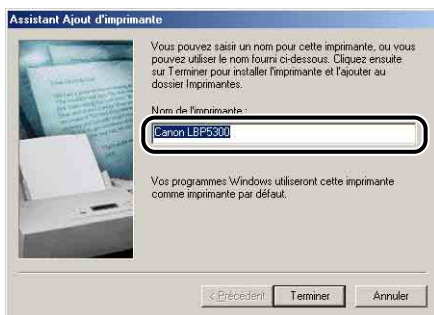 Assistant Ajout d'imprimante
Vous pouvez saisir un nom pour cette imprimante, ou vous
pouvez utiliser le nom fourni ci-dessous. Cliquez ensuite
sur Terminer pour installer l'imprimante et l'ajouter au
dossier Imprimantes.
Nom de l'imprimante :
Canon LBP5300
Vos programmes Windows utiliseront cette imprimante
comme imprimante par défaut.
< Précédent Terminer Annuler